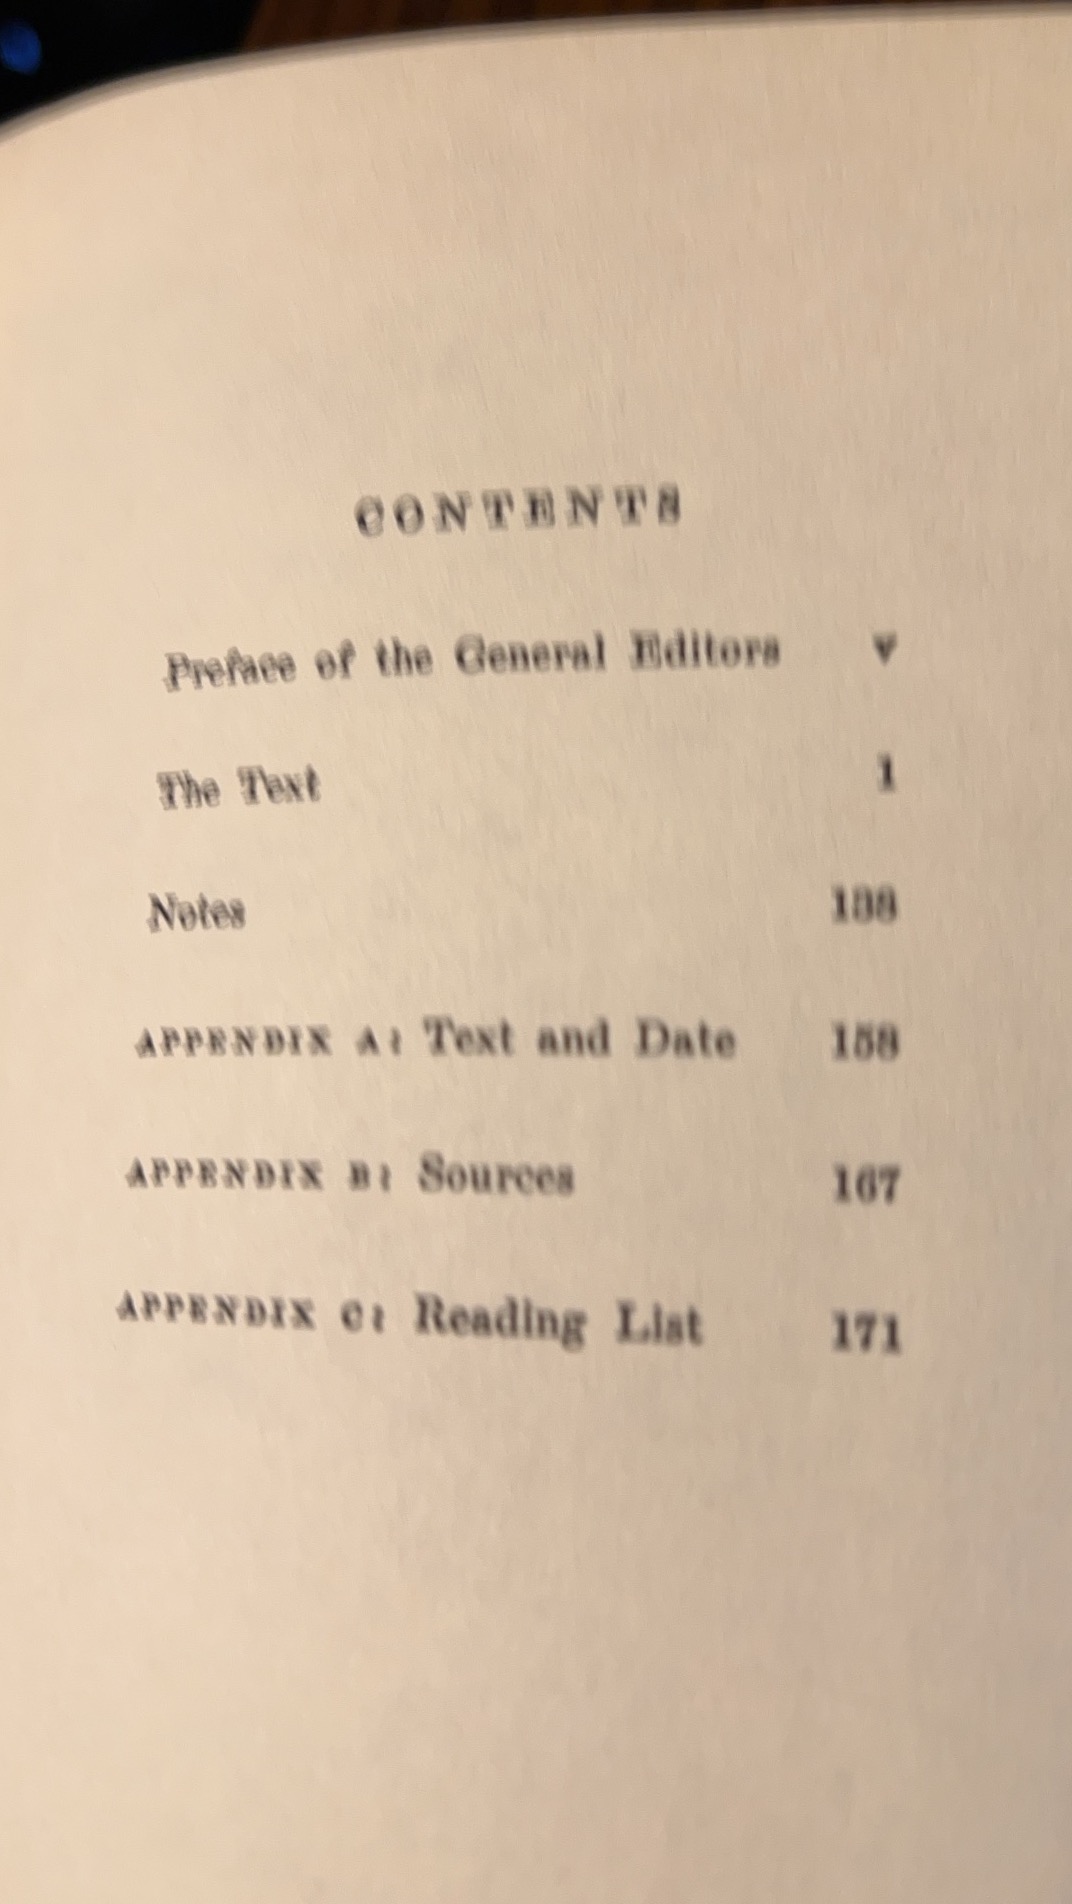 CONTENTS
Preface of the General Editors v
The Text 1
Notes
APPENDIX A: Text and Date 158
APPENDIX B: Sources 167
APPENDIX C: Reading List 171